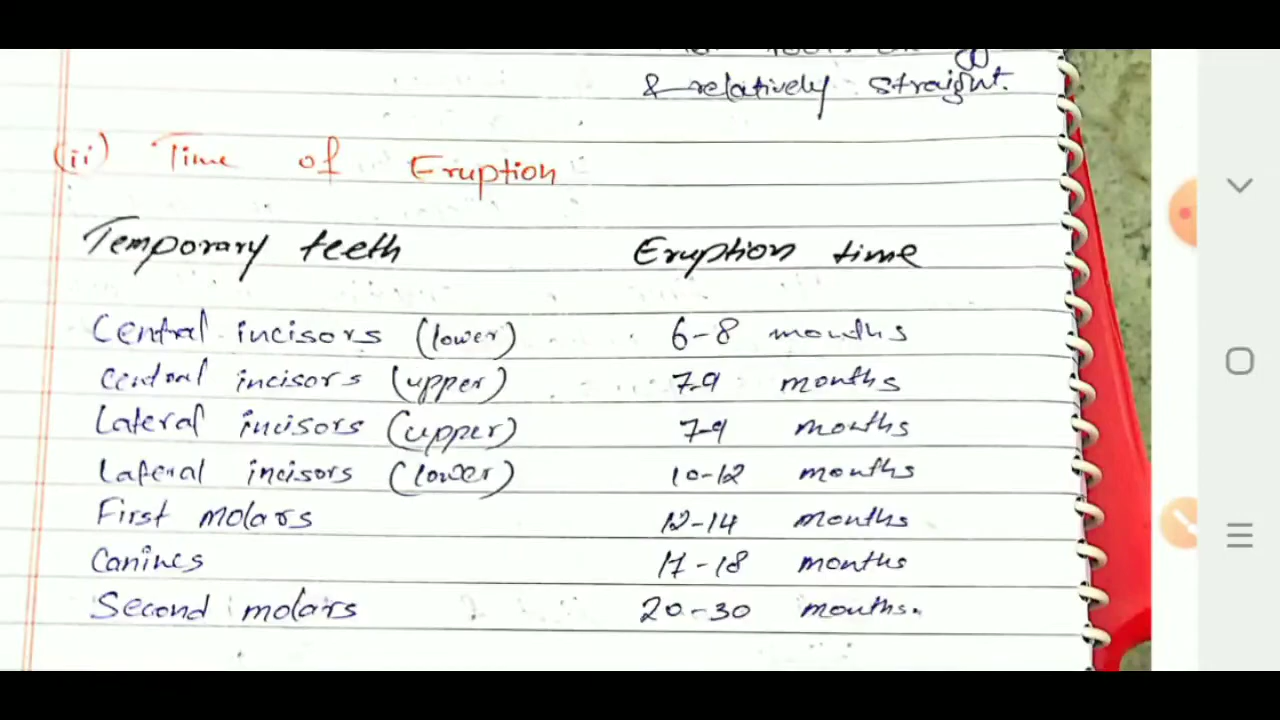 & relatively straight.
(ii) Time of Eruption
Temporary teeth Eruption time
Central incisors (lower) 6-8 months
Central incisors (upper) 7-9 months
Lateral incisors (upper) 7-9 months
Lateral incisors (lower) 10-12 months
First molars 12-14 months
Canines 17-18 months
Second molars 20-30 months.